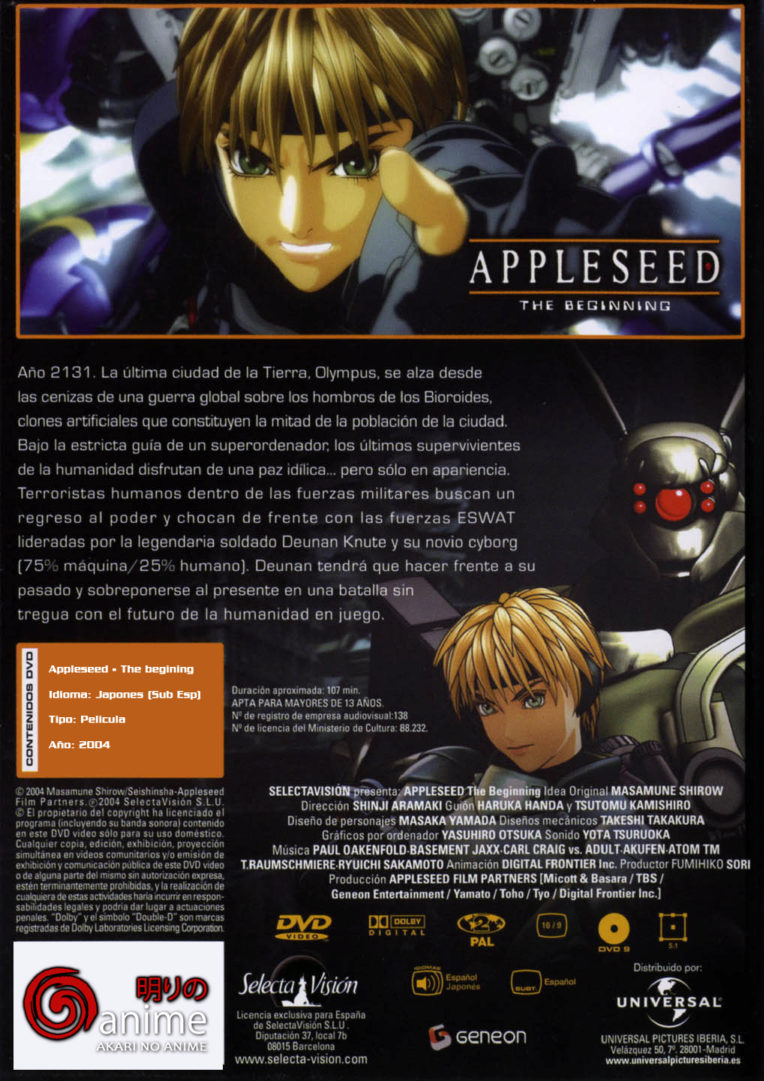 APPLESEED
THE BEGINNING
Año 2131. La última ciudad de la Tierra, Olympus, se alza desde
las cenizas de una guerra global sobre los hombros de los Bioroides,
clones artificiales que constituyen la mitad de la población de la ciudad.
Bajo la estricta guía de un superordenador, los últimos supervivientes
de la humanidad disfrutan de una paz idílica... pero sólo en apariencia.
Terroristas humanos dentro de las fuerzas militares buscan un
regreso al poder y chocan de frente con las fuerzas ESWAT
lideradas por la legendaria soldado Deunan Knute y su novio cyborg
(75% máquina/25% humano). Deunan tendrá que hacer frente a su
pasado y sobreponerse al presente en una batalla sin
tregua con el futuro de la humanidad en juego.
CONTENIDOS DVD
Appleseed - The begining
Idioma: Japones (Sub Esp)
Tipo: Pelicula
Año: 2004
Duración aproximada: 107 min.
APTA PARA MAYORES DE 13 AÑOS.
Nº de registro de empresa audiovisual:138
Nº de licencia del Ministerio de Cultura: 88.232.
© 2004 Masamune Shirow/Seishinsha-Appleseed
Film Partners.℗2004 SelectaVisión S.L.U.
© El propietario del copyright ha licenciado el
programa (incluyendo su banda sonora) contenido
en este DVD video sólo para su uso doméstico.
Cualquier copia, edición, exhibición, proyección
simultánea en vídeos comunitarios y/o emisión de
exhibición y comunicación pública de este DVD video
o de alguna parte del mismo sin autorización expresa,
estén terminantemente prohibidas, y la realización de
cualquiera de estas actividades haría incurrir en respon-
sabilidades legales y podría dar lugar a actuaciones
penales. "Dolby" y el símbolo "Double-D" son marcas
registradas de Dolby Laboratories Licensing Corporation.
SELECTAVISIÓN presenta: APPLESEED The Beginning Idea Original MASAMUNE SHIROW
Dirección SHINJI ARAMAKI Guión HARUKA HANDA y TSUTOMU KAMISHIRO
Diseño de personajes MASAKA YAMADA Diseños mecánicos TAKESHI TAKAKURA
Gráficos por ordenador YASUHIRO OTSUKA Sonido YOTA TSURUOKA
Música PAUL OAKENFOLD-BASEMENT JAXX-CARL CRAIG vs. ADULT-AKUFEN-ATOM TM
T.RAUMSCHMIERE-RYUICHI SAKAMOTO Animación DIGITAL FRONTIER Inc. Productor FUMIHIKO SORI
Producción APPLESEED FILM PARTNERS [Micott & Basara / TBS /
Geneon Entertainment / Yamato / Toho / Tyo / Digital Frontier Inc.]
DVD
VIDEO
DOLBY
DIGITAL
2
PAL
16/9
DVD 9
5.1
明りの
anime
AKARI NO ANIME
Selecta Visión
Licencia exclusiva para España
de SelectaVisión S.L.U.
Diputación 37, local 7b
08015 Barcelona
www.selecta-vision.com
IDIOMAS
Español
Japonés
SUBT.
Español
GENEON
Distribuido por:
UNIVERSAL
UNIVERSAL PICTURES IBERIA, S.L.
Velázquez 50, 7º, 28001-Madrid
www.universalpicturesiberia.es